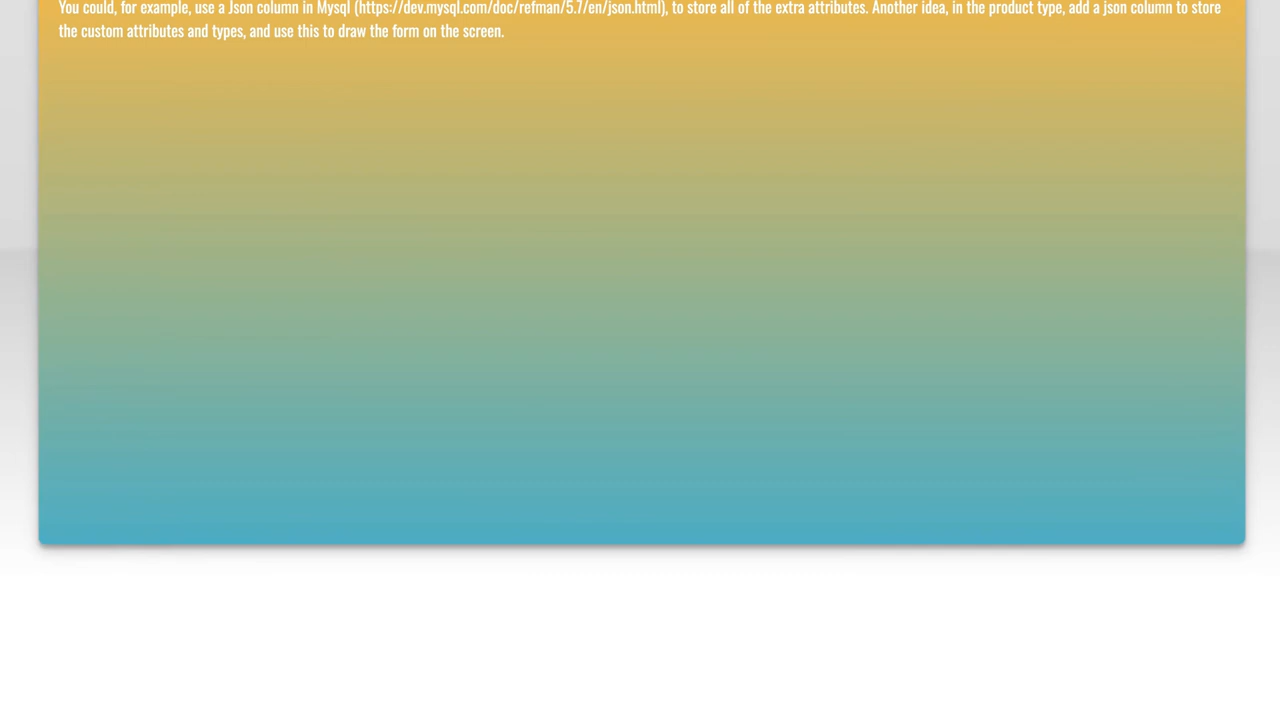 You could, for example, use a Json column in Mysql (https://dev.mysql.com/doc/refman/5.7/en/json.html), to store all of the extra attributes. Another idea, in the product type, add a json column to store
the custom attributes and types, and use this to draw the form on the screen.